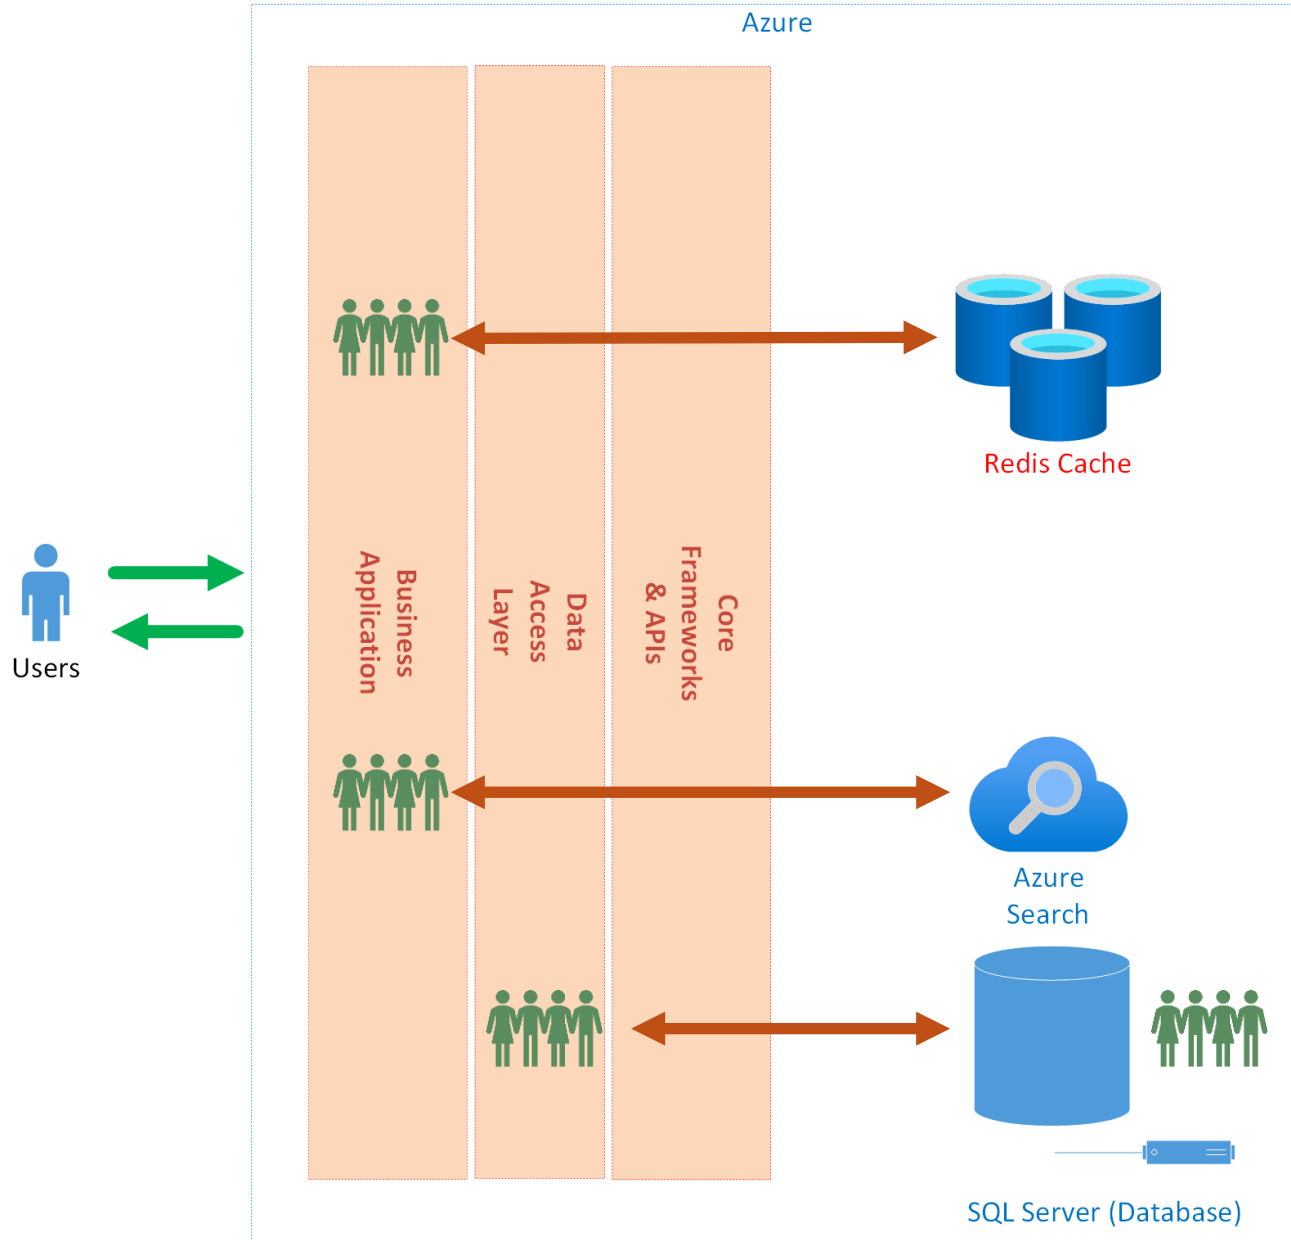 Azure
Redis Cache
Users
Business
Application
Data
Access
Layer
Core
Frameworks
& APIs
Azure
Search
SQL Server (Database)